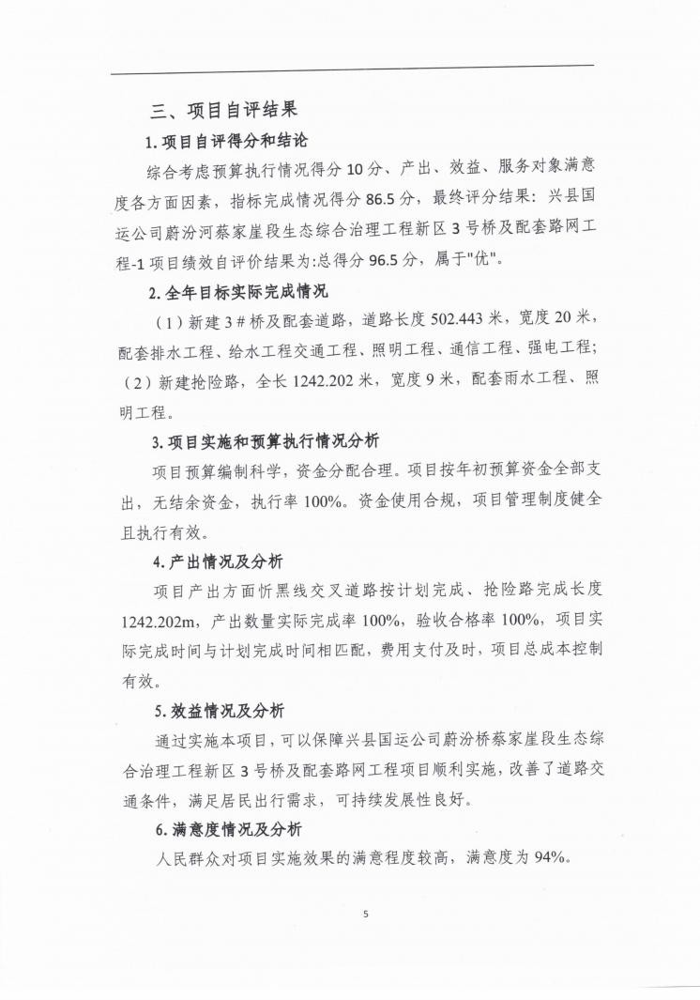 三、项目自评结果
1.项目自评得分和结论
综合考虑预算执行情况得分 10 分、产出、效益、服务对象满意
度各方面因素，指标完成情况得分 86.5 分，最终评分结果：兴县国
运公司蔚汾河蔡家崖段生态综合治理工程新区 3 号桥及配套路网工
程-1 项目绩效自评价结果为:总得分 96.5 分，属于"优"。
2.全年目标实际完成情况
（1）新建 3＃桥及配套道路，道路长度 502.443 米，宽度 20 米，
配套排水工程、给水工程交通工程、照明工程、通信工程、强电工程；
（2）新建抢险路，全长 1242.202 米，宽度 9 米，配套雨水工程、照
明工程。
3.项目实施和预算执行情况分析
项目预算编制科学，资金分配合理。项目按年初预算资金全部支
出，无结余资金，执行率 100%。资金使用合规，项目管理制度健全
且执行有效。
4.产出情况及分析
项目产出方面忻黑线交叉道路按计划完成、抢险路完成长度
1242.202m，产出数量实际完成率 100%，验收合格率 100%，项目实
际完成时间与计划完成时间相匹配，费用支付及时，项目总成本控制
有效。
5.效益情况及分析
通过实施本项目，可以保障兴县国运公司蔚汾桥蔡家崖段生态综
合治理工程新区 3 号桥及配套路网工程项目顺利实施，改善了道路交
通条件，满足居民出行需求，可持续发展性良好。
6.满意度情况及分析
人民群众对项目实施效果的满意程度较高，满意度为 94%。
5